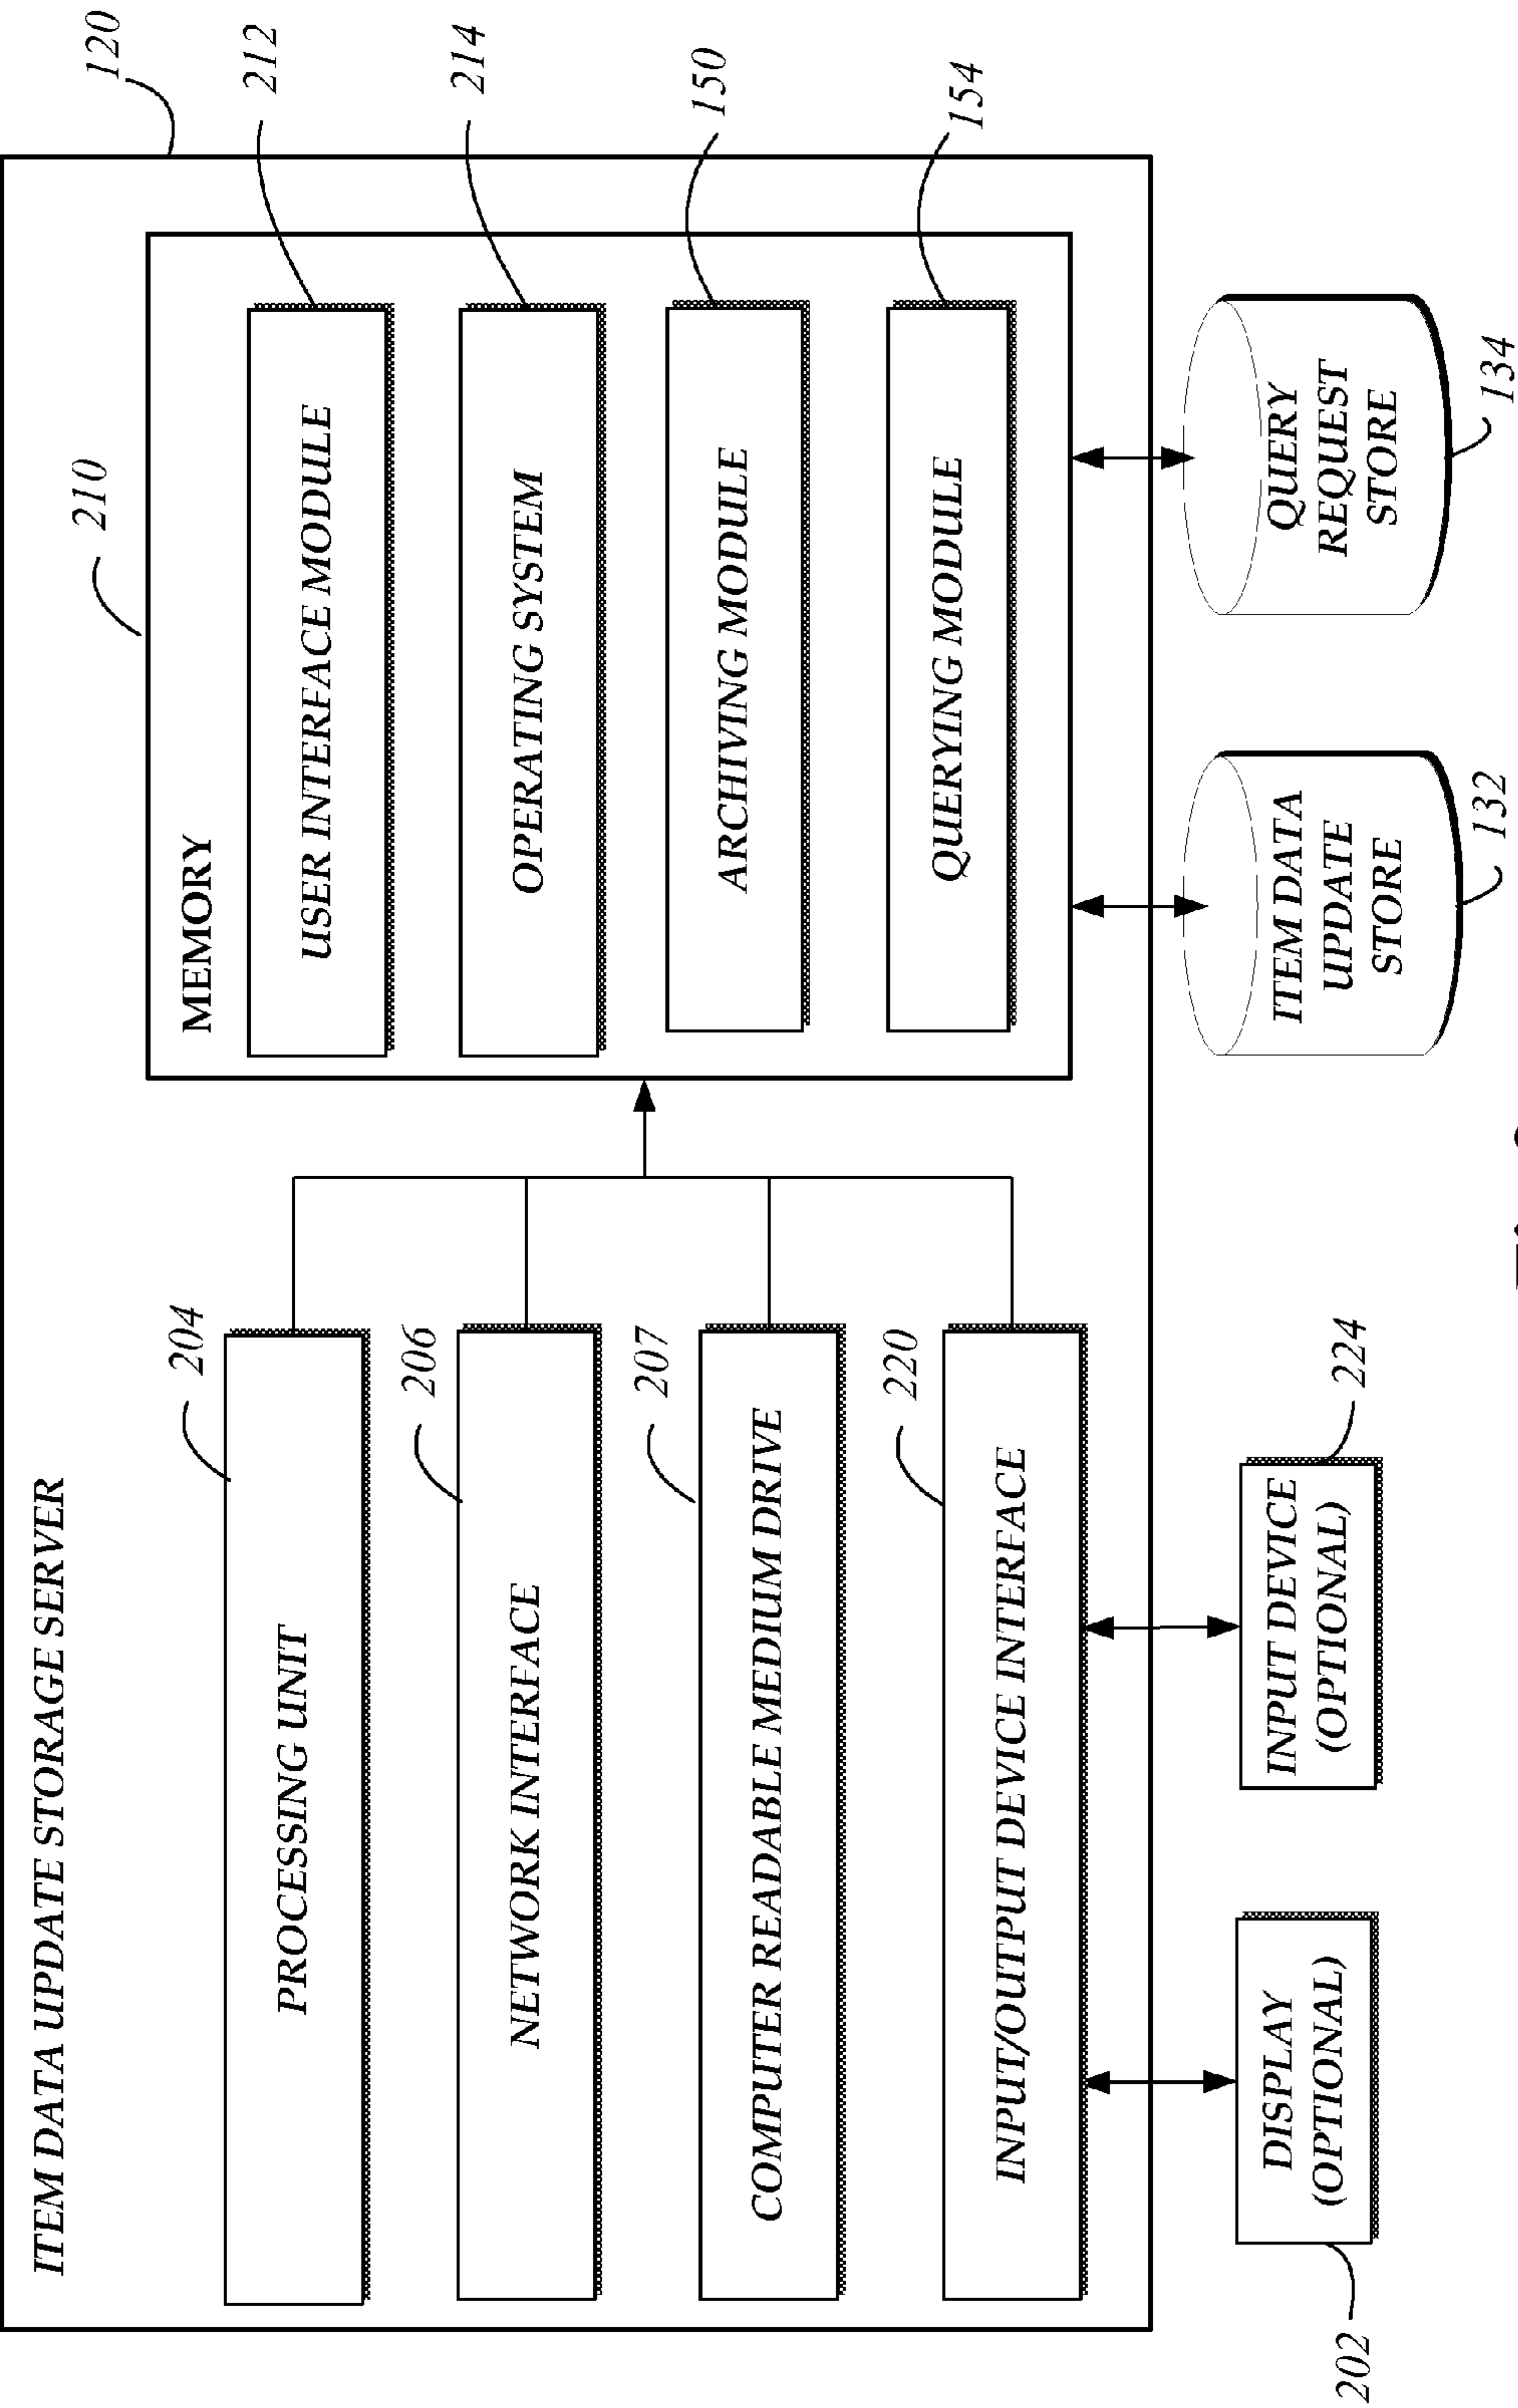 ITEM DATA UPDATE STORAGE SERVER
120
204
PROCESSING UNIT
206
NETWORK INTERFACE
207
COMPUTER READABLE MEDIUM DRIVE
220
INPUT/OUTPUT DEVICE INTERFACE
210
MEMORY
USER INTERFACE MODULE
212
OPERATING SYSTEM
214
ARCHIVING MODULE
150
QUERYING MODULE
154
202
DISPLAY
(OPTIONAL)
INPUT DEVICE
(OPTIONAL)
224
ITEM DATA
UPDATE
STORE
132
QUERY
REQUEST
STORE
134